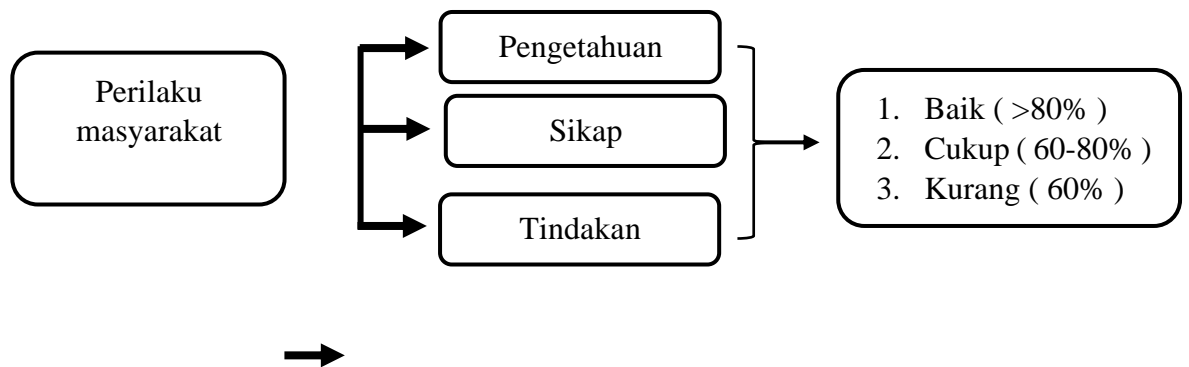 Perilaku
masyarakat
Pengetahuan
Sikap
Tindakan
1. Baik ( >80% )
2. Cukup ( 60-80% )
3. Kurang ( 60% )